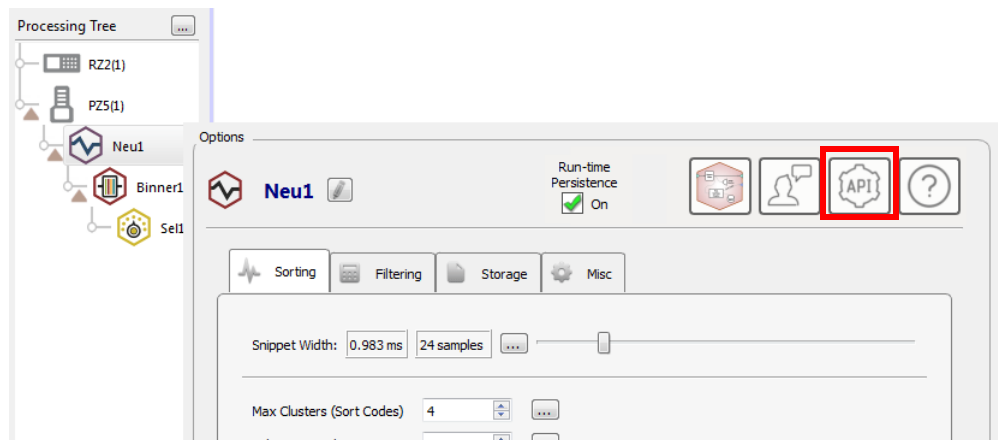 Processing Tree
...
RZ2(1)
PZ5(1)
Neu1
Binner1
Sel1
Options
Neu1
Run-time
Persistence
On
API
?
Sorting
Filtering
Storage
Misc
Snippet Width: 0.983 ms 24 samples ...
Max Clusters (Sort Codes) 4 ...